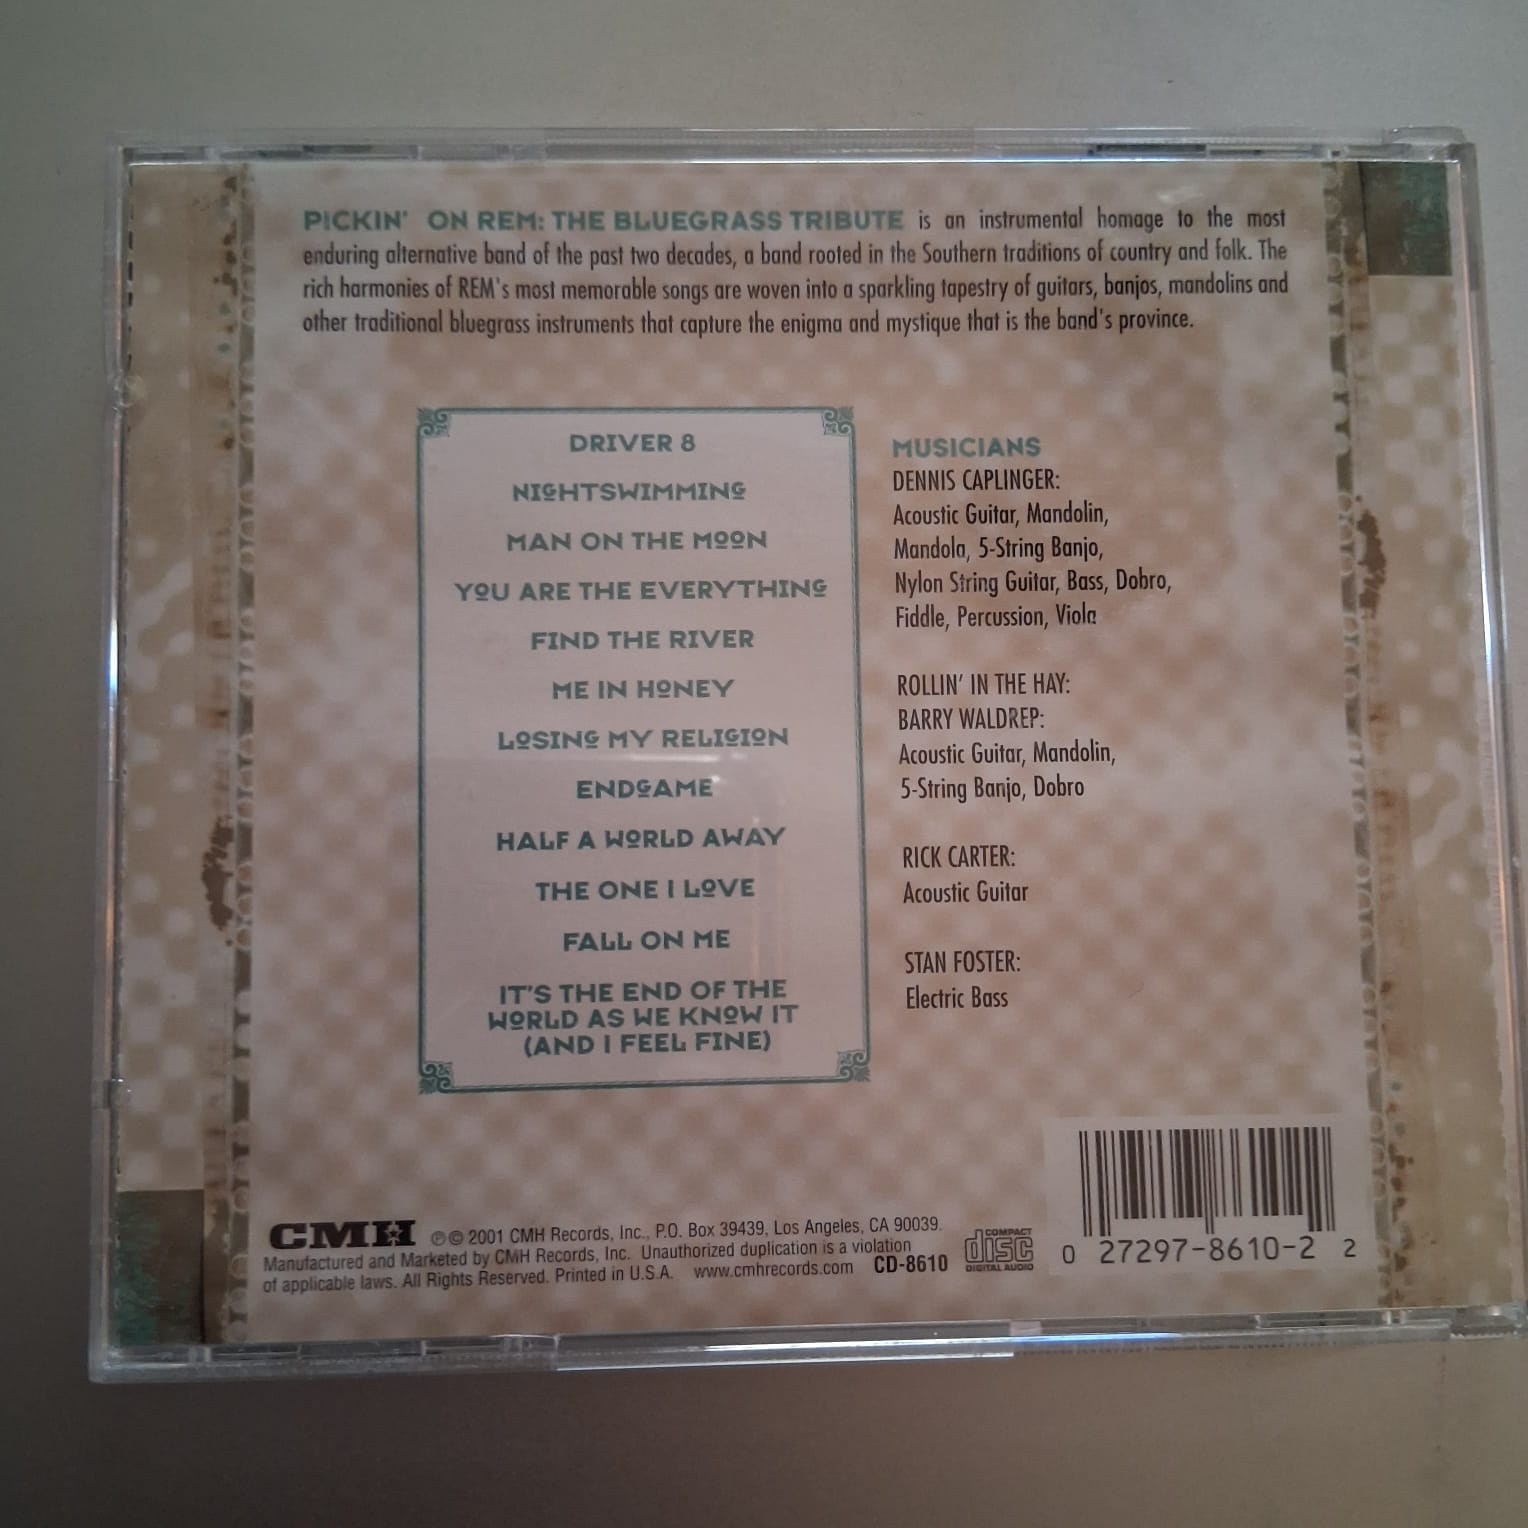 PICKIN' ON REM: THE BLUEGRASS TRIBUTE is an instrumental homage to the most
enduring alternative band of the past two decades, a band rooted in the Southern traditions of country and folk. The
rich harmonies of REM's most memorable songs are woven into a sparkling tapestry of guitars, banjos, mandolins and
other traditional bluegrass instruments that capture the enigma and mystique that is the band's province.
DRIVER 8
NIGHTSWIMMING
MAN ON THE MOON
YOU ARE THE EVERYTHING
FIND THE RIVER
ME IN HONEY
LOSING MY RELIGION
ENDGAME
HALF A WORLD AWAY
THE ONE I LOVE
FALL ON ME
IT'S THE END OF THE
WORLD AS WE KNOW IT
(AND I FEEL FINE)
MUSICIANS
DENNIS CAPLINGER:
Acoustic Guitar, Mandolin,
Mandola, 5-String Banjo,
Nylon String Guitar, Bass, Dobro,
Fiddle, Percussion, Viola
ROLLIN' IN THE HAY:
BARRY WALDREP:
Acoustic Guitar, Mandolin,
5-String Banjo, Dobro
RICK CARTER:
Acoustic Guitar
STAN FOSTER:
Electric Bass
CMH ℗© 2001 CMH Records, Inc., P.O. Box 39439, Los Angeles, CA 90039.
Manufactured and Marketed by CMH Records, Inc. Unauthorized duplication is a violation
of applicable laws. All Rights Reserved. Printed in U.S.A. www.cmhrecords.com CD-8610
COMPACT
disc
DIGITAL AUDIO
0 27297-8610-2 2